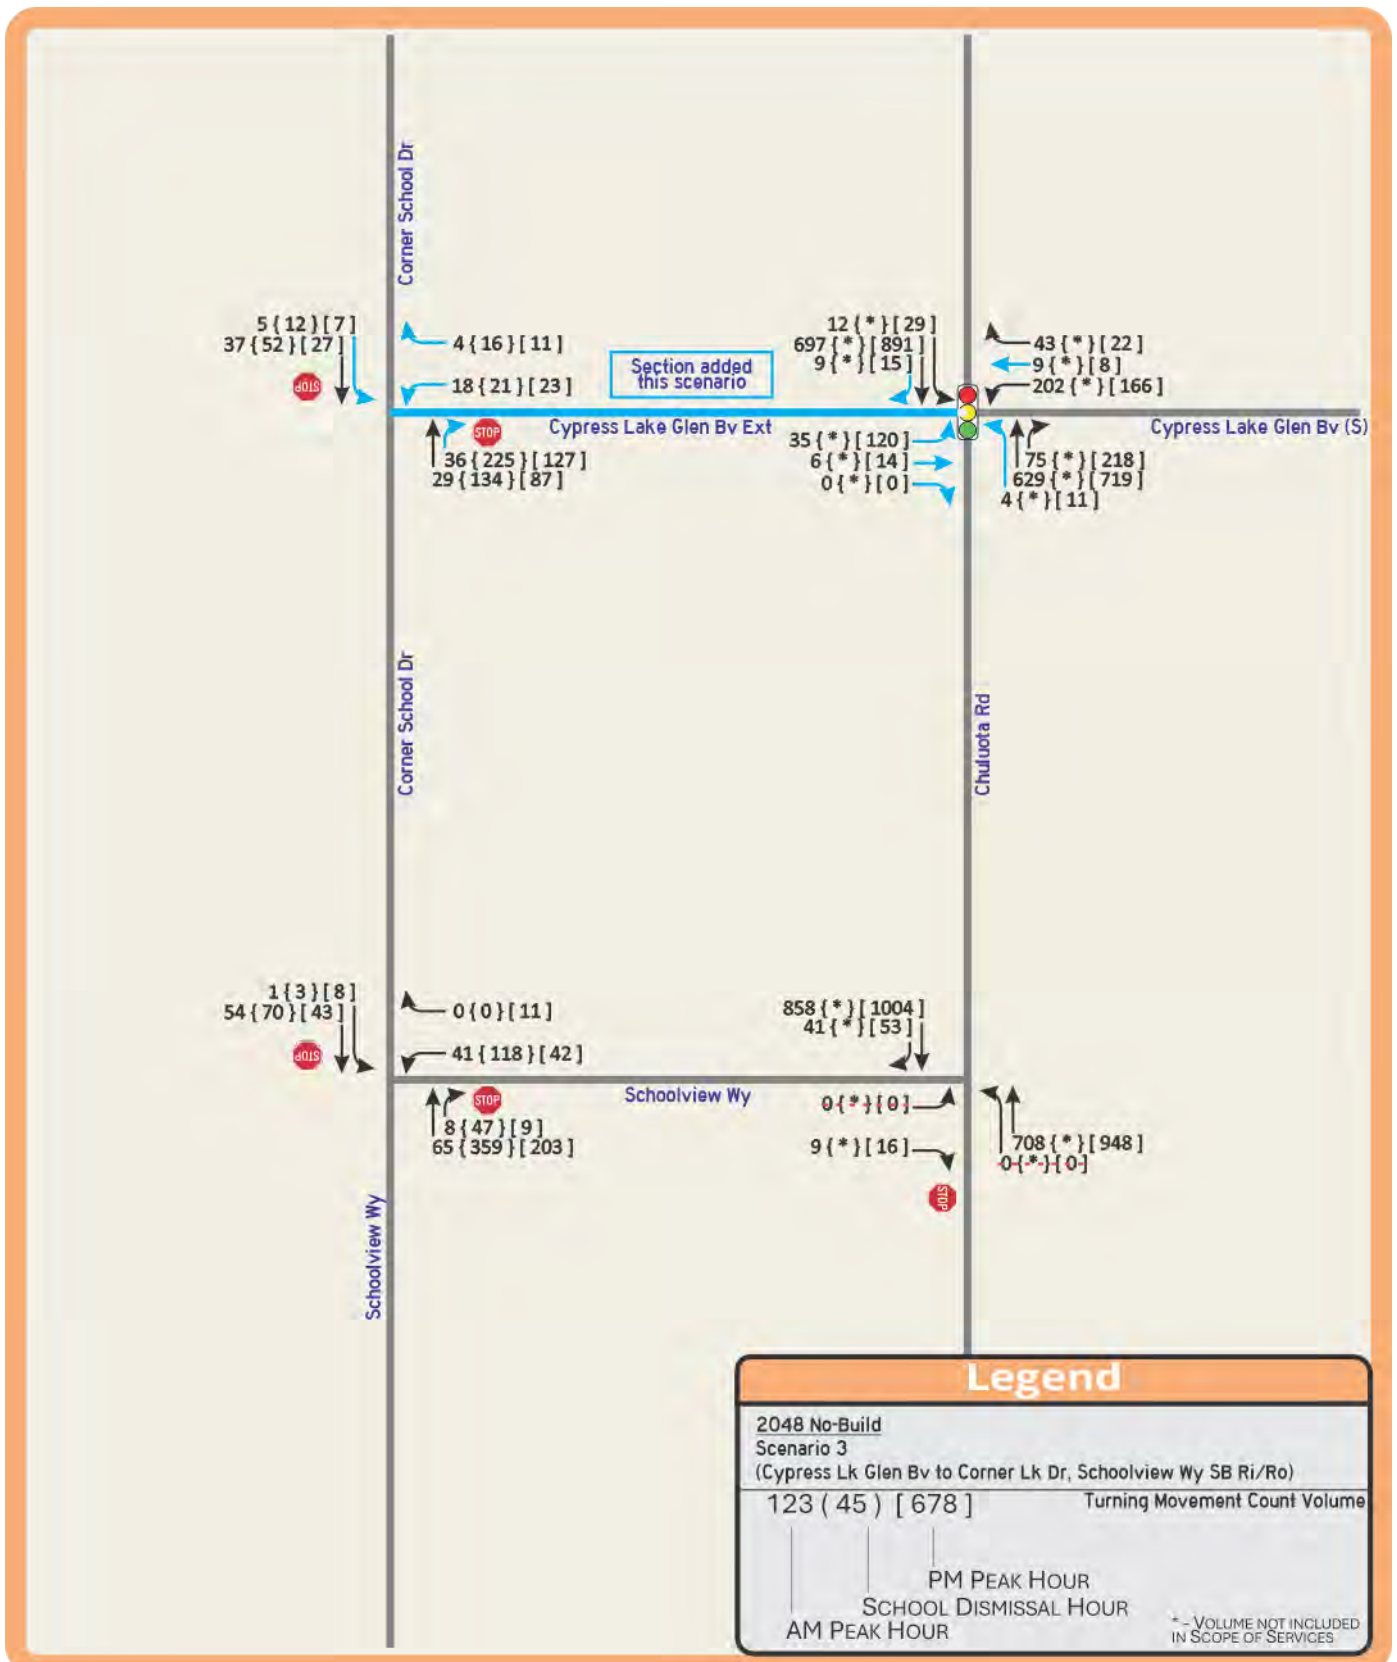 Corner School Dr
5 { 12 } [ 7 ]
37 { 52 } [ 27 ]
STOP
4 { 16 } [ 11 ]
18 { 21 } [ 23 ]
Section added
this scenario
12 { * } [ 29 ]
697 { * } [ 891 ]
9 { * } [ 15 ]
43 { * } [ 22 ]
9 { * } [ 8 ]
202 { * } [ 166 ]
STOP
Cypress Lake Glen Bv Ext
Cypress Lake Glen Bv (S)
36 { 225 } [ 127 ]
29 { 134 } [ 87 ]
35 { * } [ 120 ]
6 { * } [ 14 ]
0 { * } [ 0 ]
75 { * } [ 218 ]
629 { * } [ 719 ]
4 { * } [ 11 ]
Corner School Dr
Chuluota Rd
1 { 3 } [ 8 ]
54 { 70 } [ 43 ]
STOP
0 { 0 } [ 11 ]
41 { 118 } [ 42 ]
858 { * } [ 1004 ]
41 { * } [ 53 ]
STOP
Schoolview Wy
8 { 47 } [ 9 ]
65 { 359 } [ 203 ]
0 { * } [ 0 ]
9 { * } [ 16 ]
STOP
708 { * } [ 948 ]
0 { * } [ 0 ]
Schoolview Wy
Legend
2048 No-Build
Scenario 3
(Cypress Lk Glen Bv to Corner Lk Dr, Schoolview Wy SB Ri/Ro)
123 ( 45 ) [ 678 ]
Turning Movement Count Volume
PM PEAK HOUR
SCHOOL DISMISSAL HOUR
AM PEAK HOUR
* - VOLUME NOT INCLUDED
IN SCOPE OF SERVICES